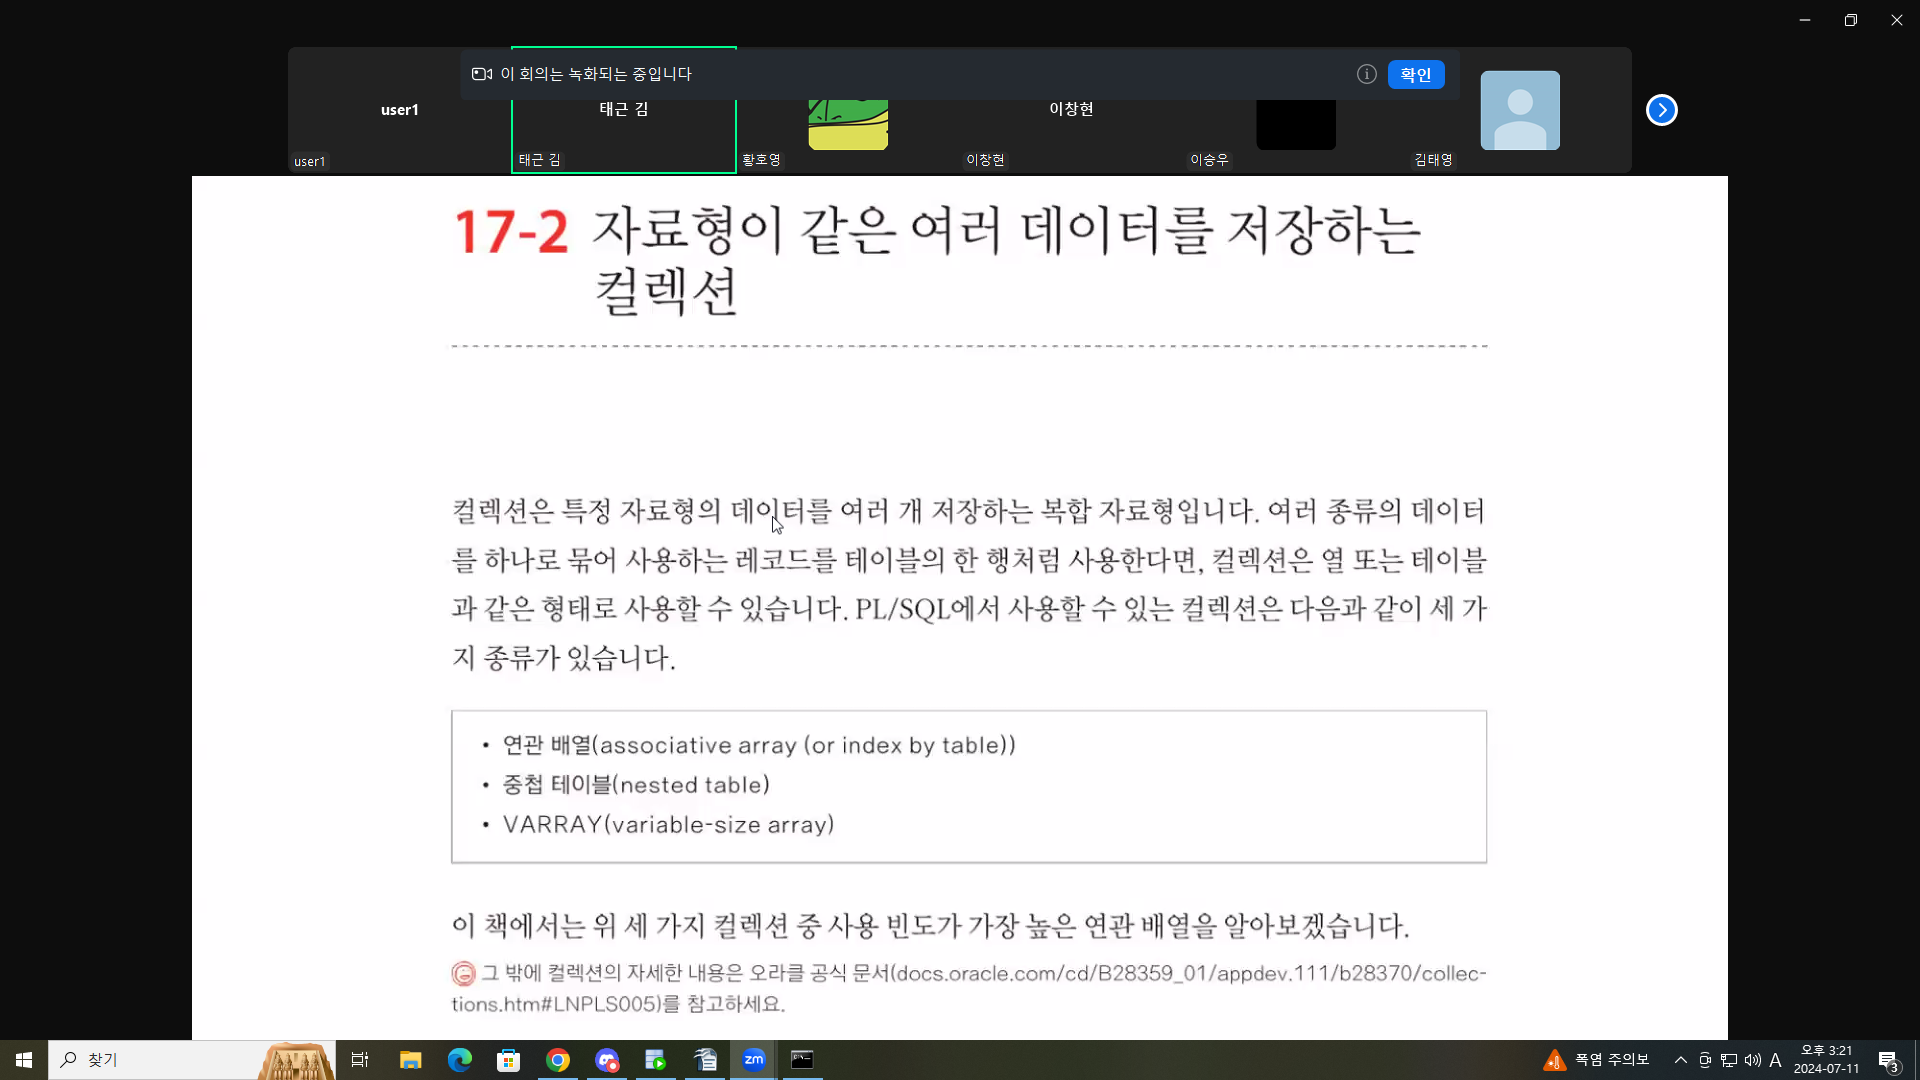 이 회의는 녹화되는 중입니다
확인
user1
태근 김
이창현
user1
태근 김
황호영
이창현
이승우
김태영
17-2 자료형이 같은 여러 데이터를 저장하는
컬렉션
컬렉션은 특정 자료형의 데이터를 여러 개 저장하는 복합 자료형입니다. 여러 종류의 데이터
를 하나로 묶어 사용하는 레코드를 테이블의 한 행처럼 사용한다면, 컬렉션은 열 또는 테이블
과 같은 형태로 사용할 수 있습니다. PL/SQL에서 사용할 수 있는 컬렉션은 다음과 같이 세 가
지 종류가 있습니다.
• 연관 배열(associative array (or index by table))
• 중첩 테이블(nested table)
• VARRAY(variable-size array)
이 책에서는 위 세 가지 컬렉션 중 사용 빈도가 가장 높은 연관 배열을 알아보겠습니다.
그 밖에 컬렉션의 자세한 내용은 오라클 공식 문서(docs.oracle.com/cd/B28359_01/appdev.111/b28370/collec-
tions.htm#LNPLS005)를 참고하세요.
찾기
zm
폭염 주의보
A
오후 3:21
2024-07-11
3